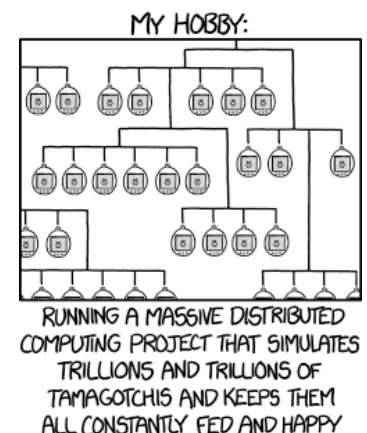 MY HOBBY:
RUNNING A MASSIVE DISTRIBUTED
COMPUTING PROJECT THAT SIMULATES
TRILLIONS AND TRILLIONS OF
TAMAGOTCHIS AND KEEPS THEM
ALL CONSTANTLY FED AND HAPPY